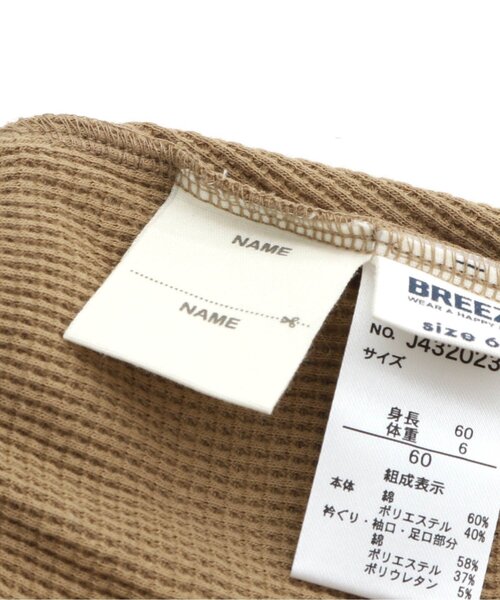 NAME
NAME
BREEZ
WEAR & HAPPY
size 6
NO. J432023
サイズ
身長 60
体重 6
60
組成表示
本体 綿 60%
ポリエステル 40%
衿ぐり・袖口・足口部分
綿 58%
ポリエステル 37%
ポリウレタン 5%